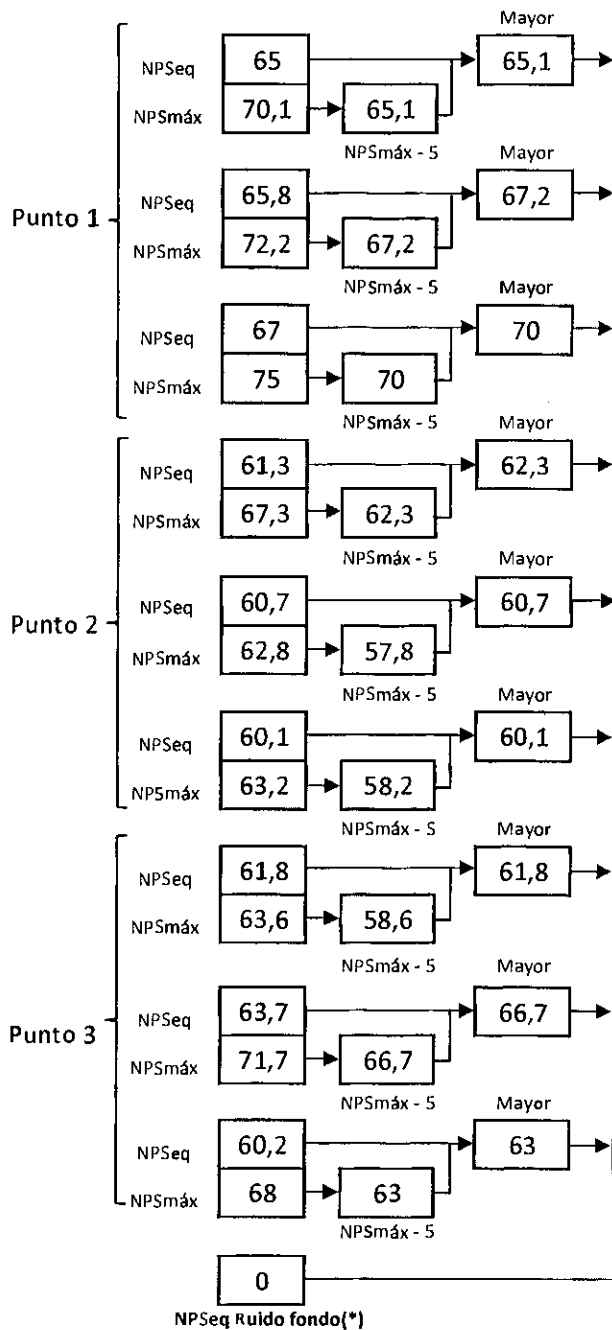 Mayor
NPSeq 65 65,1
NPSmáx 70,1 65,1
NPSmáx - 5
Mayor
NPSeq 65,8 67,2
Punto 1
NPSmáx 72,2 67,2
NPSmáx - 5
Mayor
NPSeq 67 70
NPSmáx 75 70
NPSmáx - 5
Mayor
NPSeq 61,3 62,3
NPSmáx 67,3 62,3
NPSmáx - 5
Mayor
NPSeq 60,7 60,7
Punto 2
NPSmáx 62,8 57,8
NPSmáx - 5
Mayor
NPSeq 60,1 60,1
NPSmáx 63,2 58,2
NPSmáx - S
Mayor
NPSeq 61,8 61,8
NPSmáx 63,6 58,6
NPSmáx - 5
Mayor
NPSeq 63,7 66,7
Punto 3
NPSmáx 71,7 66,7
NPSmáx - 5
Mayor
NPSeq 60,2 63
NPSmáx 68 63
NPSmáx - 5
0
NPSeq Ruido fondo(*)